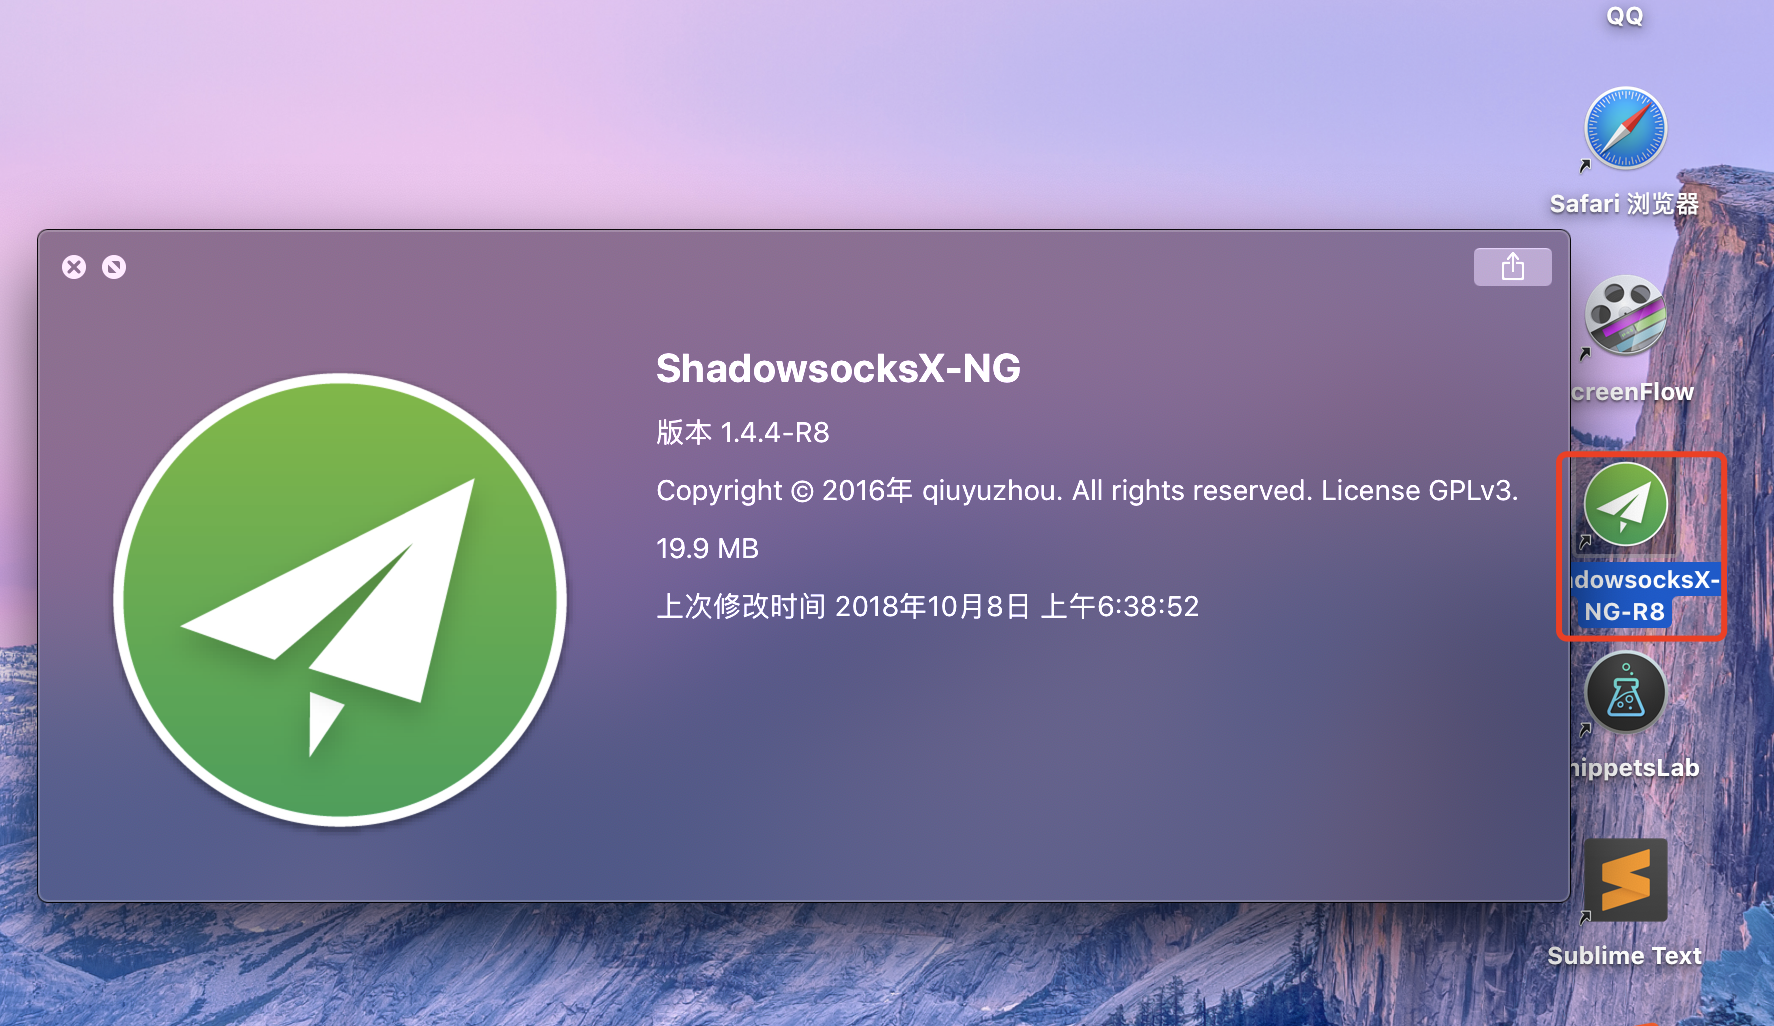 QQ
Safari 浏览器
ShadowsocksX-NG
版本 1.4.4-R8
Copyright © 2016年 qiuyuzhou. All rights reserved. License GPLv3.
19.9 MB
上次修改时间 2018年10月8日 上午6:38:52
creenFlow
dowsocksX-
NG-R8
nippetsLab
Sublime Text